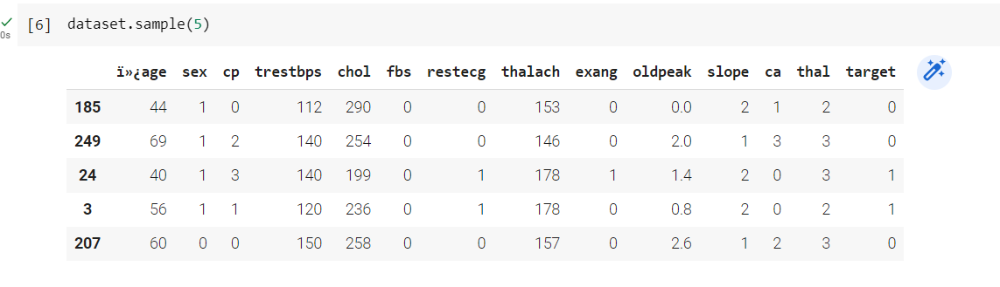 [6] dataset.sample(5)
0s
ï»¿age sex cp trestbps chol fbs restecg thalach exang oldpeak slope ca thal target
185 44 1 0 112 290 0 0 153 0 0.0 2 1 2 0
249 69 1 2 140 254 0 0 146 0 2.0 1 3 3 0
24 40 1 3 140 199 0 1 178 1 1.4 2 0 3 1
3 56 1 1 120 236 0 1 178 0 0.8 2 0 2 1
207 60 0 0 150 258 0 0 157 0 2.6 1 2 3 0